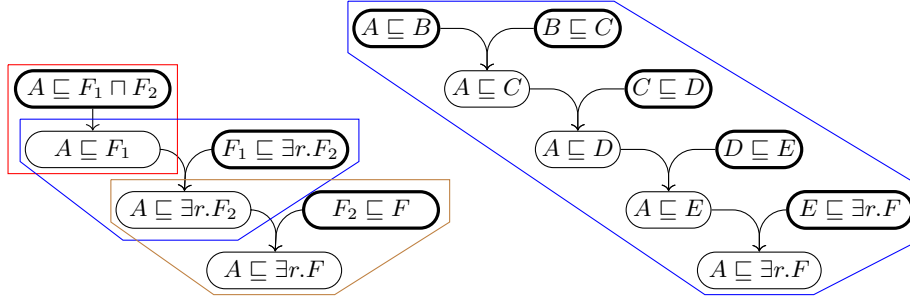 A ⊑ F₁ ⊓ F₂
A ⊑ F₁
F₁ ⊑ ∃r.F₂
A ⊑ ∃r.F₂
F₂ ⊑ F
A ⊑ ∃r.F
A ⊑ B
B ⊑ C
A ⊑ C
C ⊑ D
A ⊑ D
D ⊑ E
A ⊑ E
E ⊑ ∃r.F
A ⊑ ∃r.F